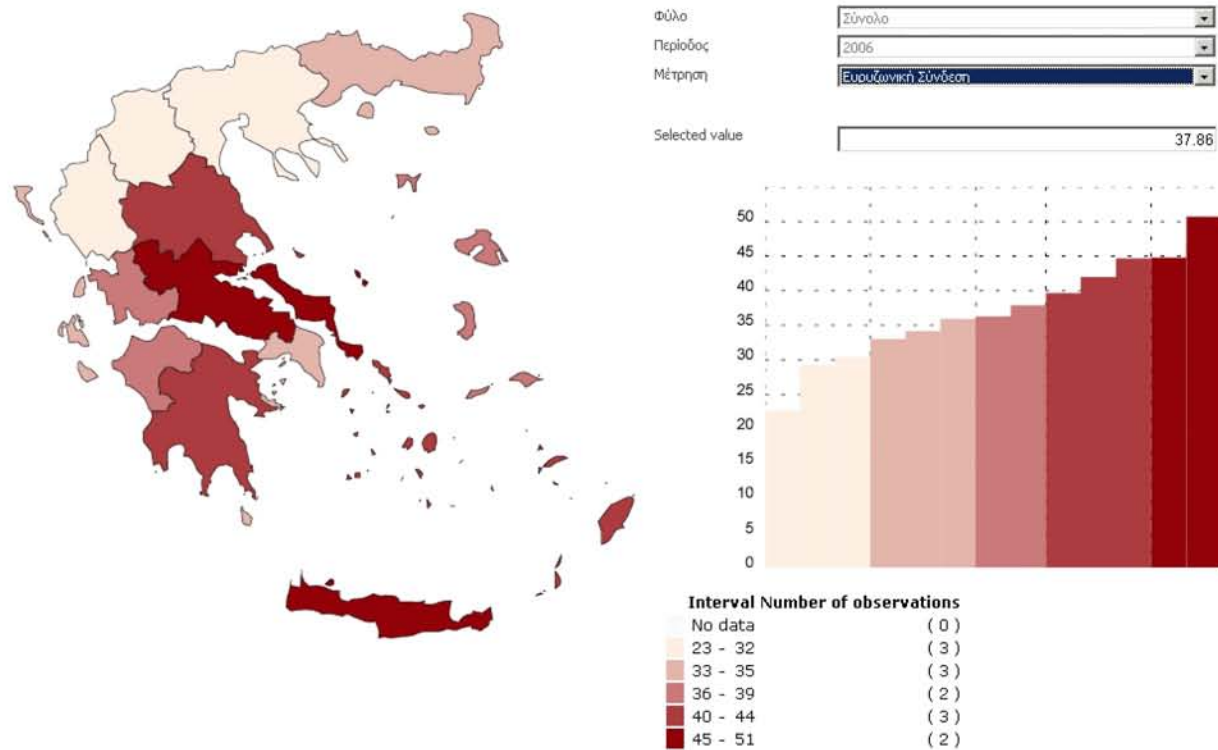 Φύλο Σύνολο
Περίοδος 2006
Μέτρηση Ευρυζωνική Σύνδεση
Selected value 37.86
50
45
40
35
30
25
20
15
10
5
0
Interval Number of observations
No data ( 0 )
23 - 32 ( 3 )
33 - 35 ( 3 )
36 - 39 ( 2 )
40 - 44 ( 3 )
45 - 51 ( 2 )